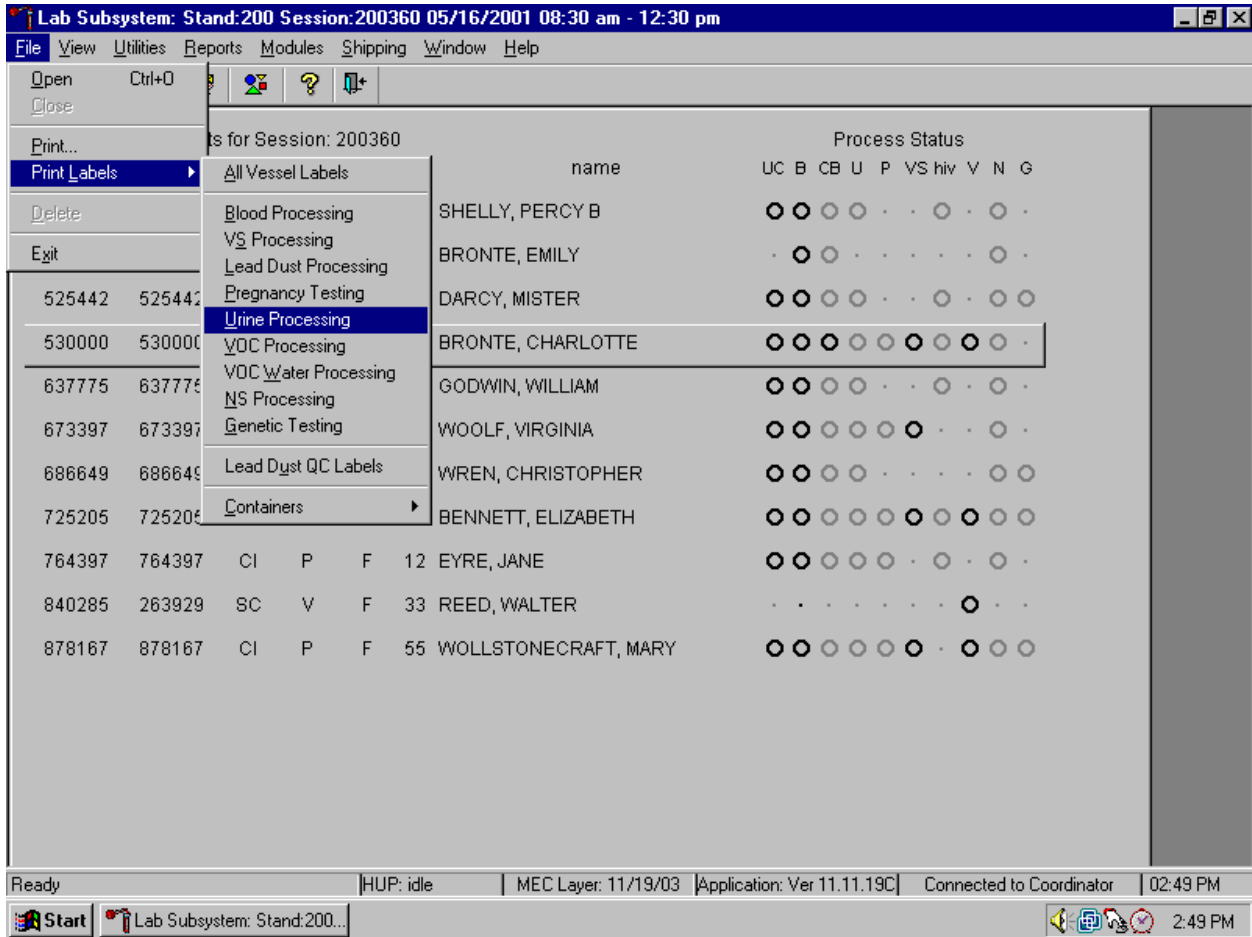 Lab Subsystem: Stand:200 Session:200360 05/16/2001 08:30 am - 12:30 pm
File View Utilities Reports Modules Shipping Window Help
Open Ctrl+O
Close
Print...
Print Labels
Delete
Exit
All Vessel Labels
Blood Processing
VS Processing
Lead Dust Processing
Pregnancy Testing
Urine Processing
VOC Processing
VOC Water Processing
NS Processing
Genetic Testing
Lead Dust QC Labels
Containers
for Session: 200360 Process Status
name UC B CB U P VS hiv V N G
SHELLY, PERCY B
BRONTE, EMILY
525442 525442 DARCY, MISTER
530000 530000 BRONTE, CHARLOTTE
637775 637775 GODWIN, WILLIAM
673397 673397 WOOLF, VIRGINIA
686649 686649 WREN, CHRISTOPHER
725205 725205 BENNETT, ELIZABETH
764397 764397 CI P F 12 EYRE, JANE
840285 263929 SC V F 33 REED, WALTER
878167 878167 CI P F 55 WOLLSTONECRAFT, MARY
Ready HUP: idle MEC Layer: 11/19/03 Application: Ver 11.11.19C Connected to Coordinator 02:49 PM
Start Lab Subsystem: Stand:200... 2:49 PM